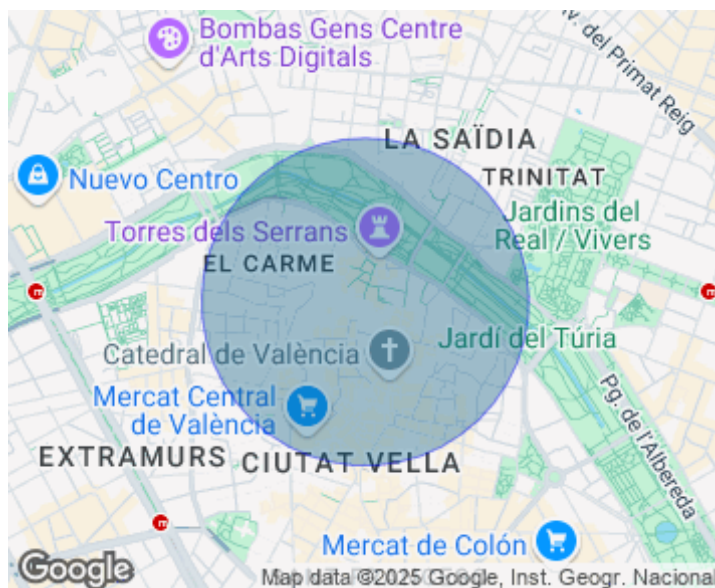 Bombas Gens Centre
d'Arts Digitals
Av. del Primat Reig
LA SAÏDIA
TRINITAT
Nuevo Centro
Jardins del
Real / Vivers
Torres dels Serrans
EL CARME
Jardí del Túria
Catedral de València
Mercat Central
de València
Pg. de l'Albereda
EXTRAMURS
CIUTAT VELLA
Mercat de Colón
Google
Map data ©2025 Google, Inst. Geogr. Nacional